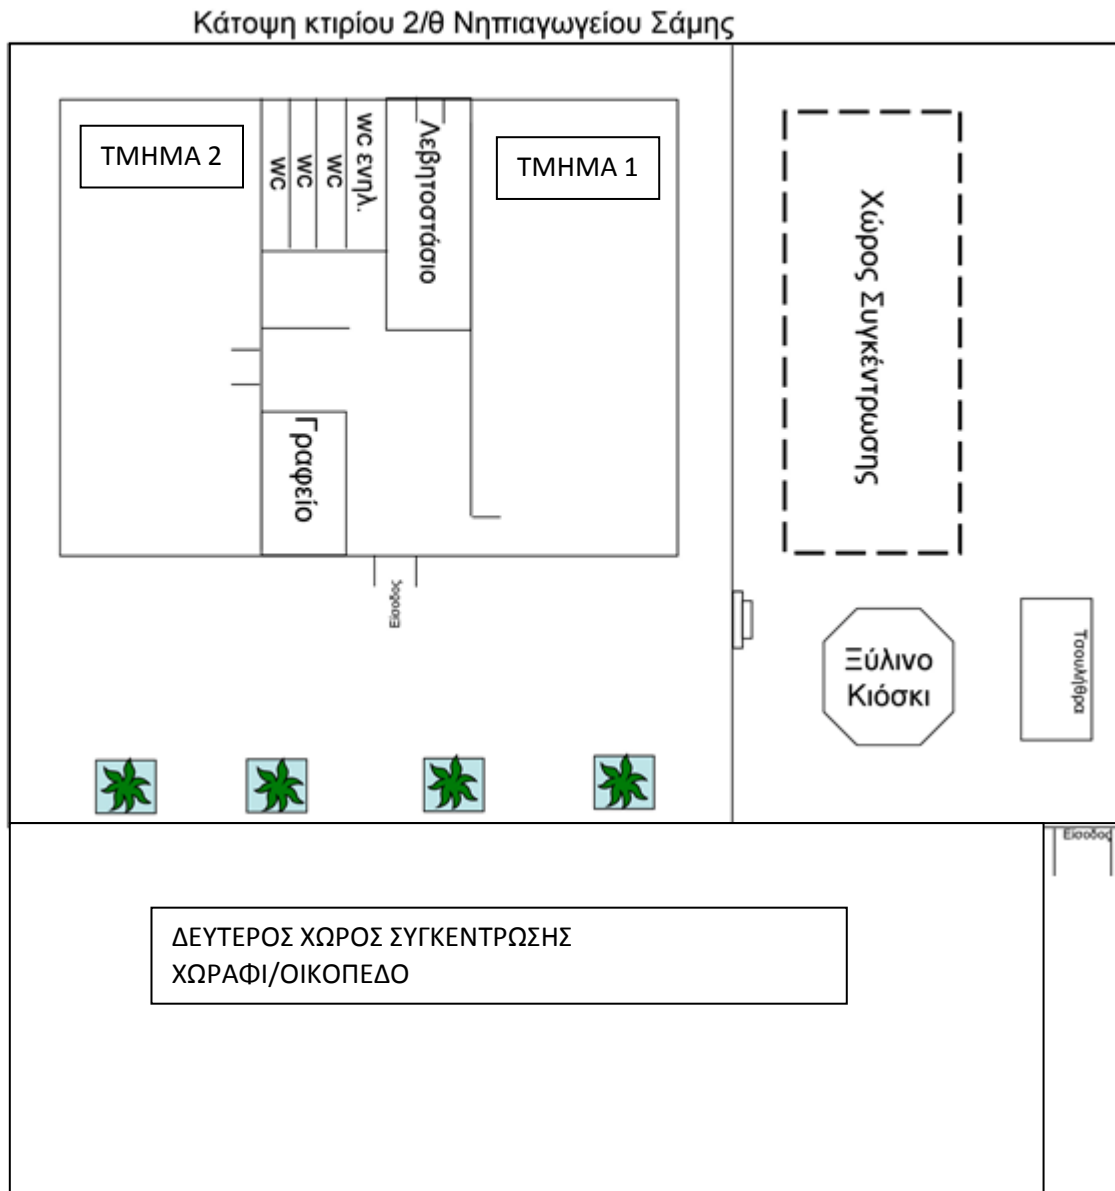 Κάτοψη κτιρίου 2/θ Νηπιαγωγείου Σάμης
ΤΜΗΜΑ 2
wc
wc
wc
wc ενηλ.
Λεβητοστάσιο
ΤΜΗΜΑ 1
Χώρος Συγκέντρωσης
Γραφείο
Είσοδος
Ξύλινο
Κιόσκι
Τσουλήθρα
Είσοδος
ΔΕΥΤΕΡΟΣ ΧΩΡΟΣ ΣΥΓΚΕΝΤΡΩΣΗΣ
ΧΩΡΑΦΙ/ΟΙΚΟΠΕΔΟ